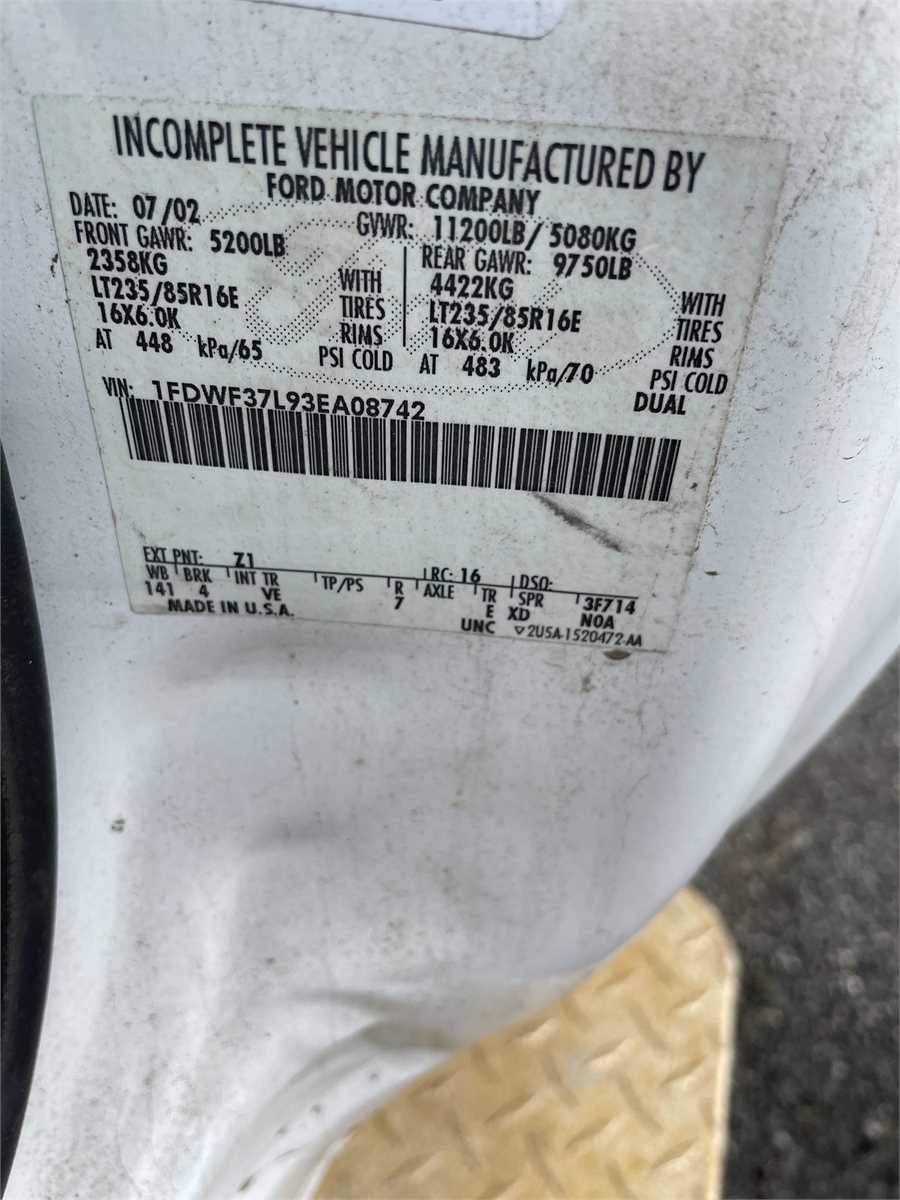 INCOMPLETE VEHICLE MANUFACTURED BY
FORD MOTOR COMPANY
DATE: 07/02 GVWR: 11200LB/ 5080KG
FRONT GAWR: 5200LB REAR GAWR: 9750LB
2358KG WITH 4422KG WITH
LT235/85R16E TIRES LT235/85R16E TIRES
16X6.0K RIMS 16X6.0K RIMS
AT 448 kPa/65 PSI COLD AT 483 kPa/70 PSI COLD
DUAL
VIN: 1FDWF37L93EA08742
EXT PNT: Z1 RC: 16 DSO:
WB BRK INT TR TP/PS R AXLE TR SPR 3F714
141 4 VE 7 E XD N0A
MADE IN U.S.A. UNC ▽2U5A-1520472-AA